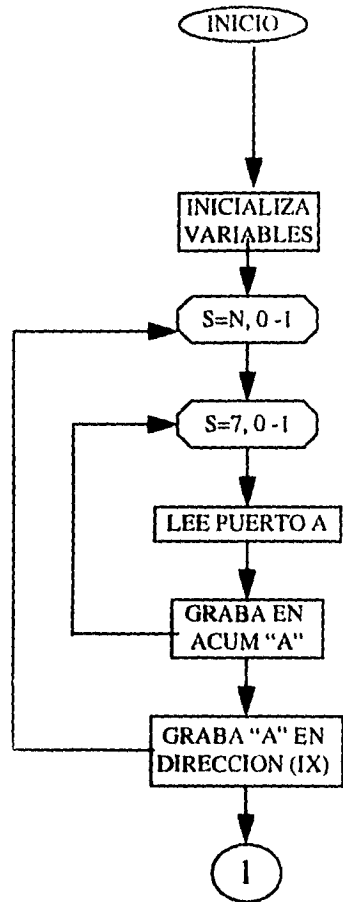 INICIO
INICIALIZA
VARIABLES
S=N, 0 -1
S=7, 0 -1
LEE PUERTO A
GRABA EN
ACUM "A"
GRABA "A" EN
DIRECCION (IX)
1